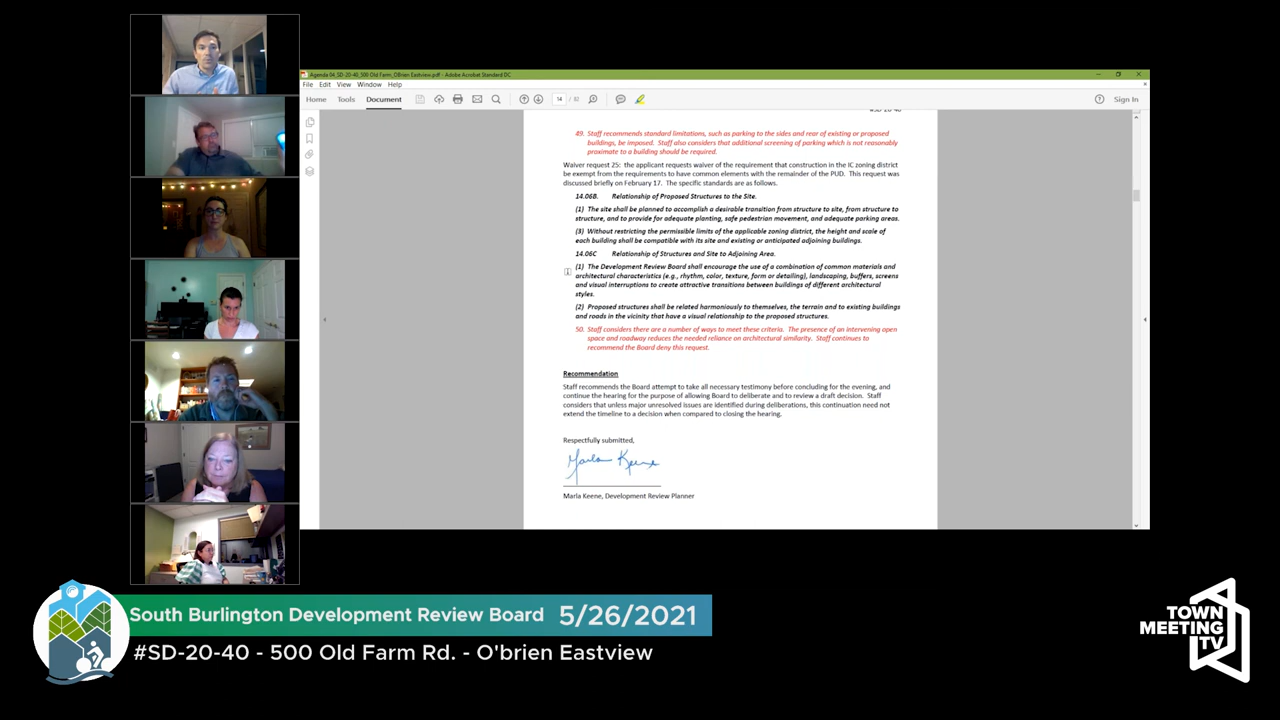 Agenda 04_SD-20-40_500 Old Farm_OBrien Eastview.pdf - Adobe Acrobat Standard DC
File Edit View Window Help
Home Tools Document 14 / 32 Sign In
#SD-20-40
49. Staff recommends standard limitations, such as parking to the sides and rear of existing or proposed
buildings, be imposed. Staff also considers that additional screening of parking which is not reasonably
proximate to a building should be required.
Waiver request 25: the applicant requests waiver of the requirement that construction in the IC zoning district
be exempt from the requirements to have common elements with the remainder of the PUD. This request was
discussed briefly on February 17. The specific standards are as follows.
14.06B. Relationship of Proposed Structures to the Site.
(1) The site shall be planned to accomplish a desirable transition from structure to site, from structure to
structure, and to provide for adequate planting, safe pedestrian movement, and adequate parking areas.
(3) Without restricting the permissible limits of the applicable zoning district, the height and scale of
each building shall be compatible with its site and existing or anticipated adjoining buildings.
14.06C Relationship of Structures and Site to Adjoining Area.
(1) The Development Review Board shall encourage the use of a combination of common materials and
architectural characteristics (e.g., rhythm, color, texture, form or detailing), landscaping, buffers, screens
and visual interruptions to create attractive transitions between buildings of different architectural
styles.
(2) Proposed structures shall be related harmoniously to themselves, the terrain and to existing buildings
and roads in the vicinity that have a visual relationship to the proposed structures.
50. Staff considers there are a number of ways to meet these criteria. The presence of an intervening open
space and roadway reduces the needed reliance on architectural similarity. Staff continues to
recommend the Board deny this request.
Recommendation
Staff recommends the Board attempt to take all necessary testimony before concluding for the evening, and
continue the hearing for the purpose of allowing Board to deliberate and to review a draft decision. Staff
considers that unless major unresolved issues are identified during deliberations, this continuation need not
extend the timeline to a decision when compared to closing the hearing.
Respectfully submitted,
Marla Keene
Marla Keene, Development Review Planner
South Burlington Development Review Board 5/26/2021
#SD-20-40 - 500 Old Farm Rd. - O'brien Eastview
TOWN
MEETING
TV